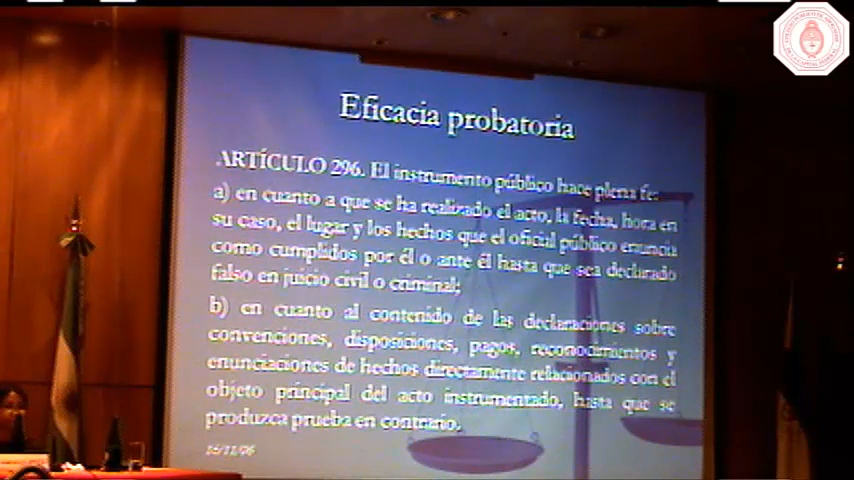 Eficacia probatoria
ARTÍCULO 296. El instrumento público hace plena fe:
a) en cuanto a que se ha realizado el acto, la fecha, hora en
su caso, el lugar y los hechos que el oficial público enuncia
como cumplidos por él o ante él hasta que sea declarado
falso en juicio civil o criminal;
b) en cuanto al contenido de las declaraciones sobre
convenciones, disposiciones, pagos, reconocimientos y
enunciaciones de hechos directamente relacionados con el
objeto principal del acto instrumentado, hasta que se
produzca prueba en contrario.